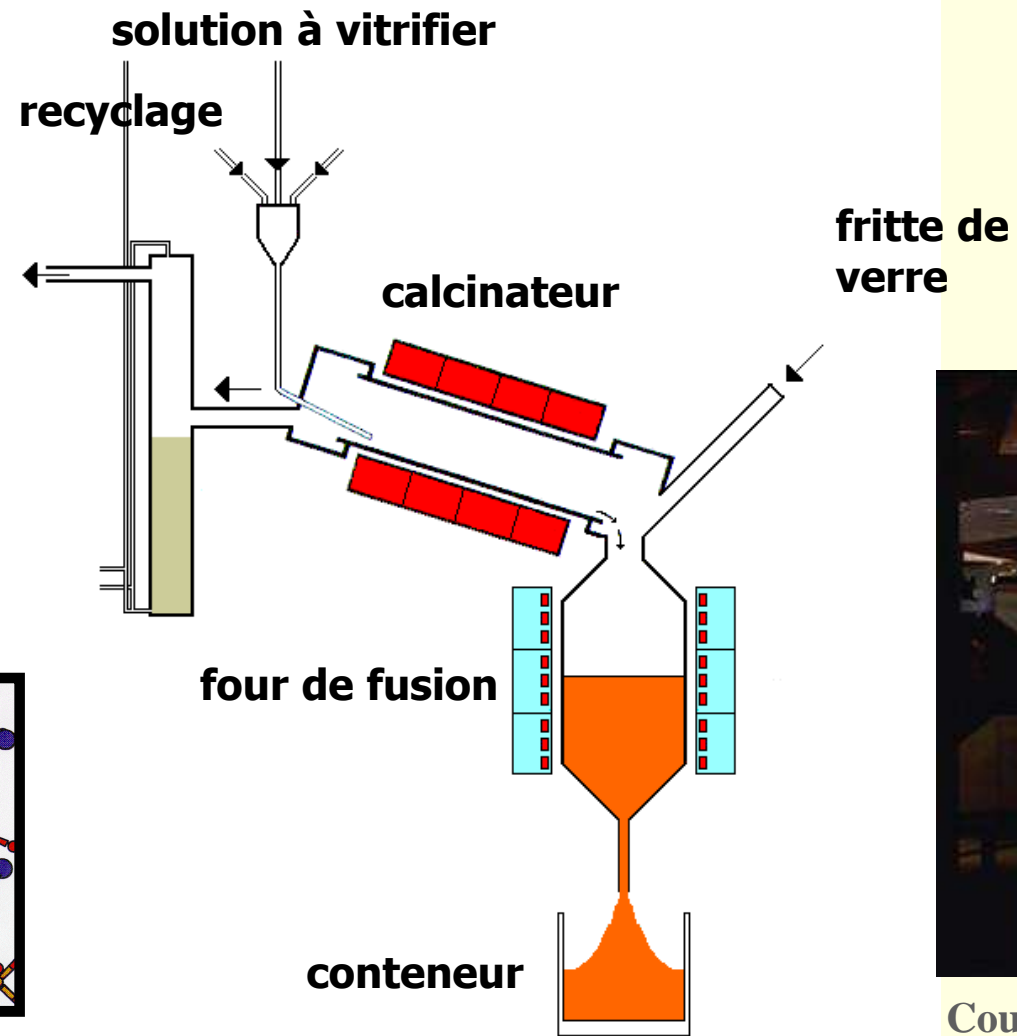 solution à vitrifier
recyclage
fritte de
verre
calcinateur
four de fusion
conteneur